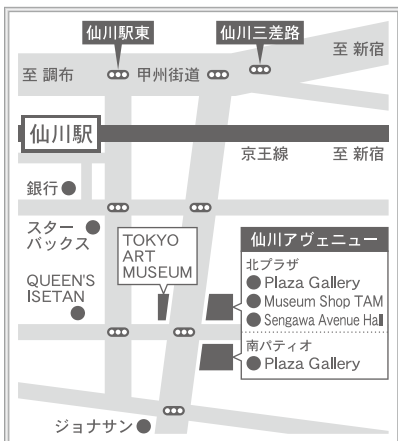 仙川駅東
仙川三差路
至 新宿
至 調布
甲州街道
仙川駅
京王線
至 新宿
銀行●
スター
バックス●
TOKYO
ART
MUSEUM
QUEEN'S
ISETAN
●
仙川アヴェニュー
北プラザ
●Plaza Gallery
●Museum Shop TAM
●Sengawa Avenue Hall
南パティオ
●Plaza Gallery
ジョナサン●